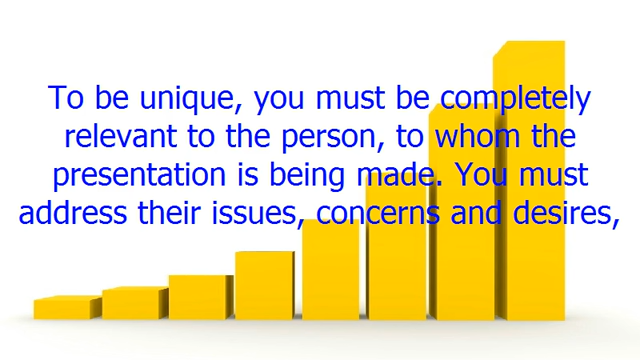 To be unique, you must be completely
relevant to the person, to whom the
presentation is being made. You must
address their issues, concerns and desires,